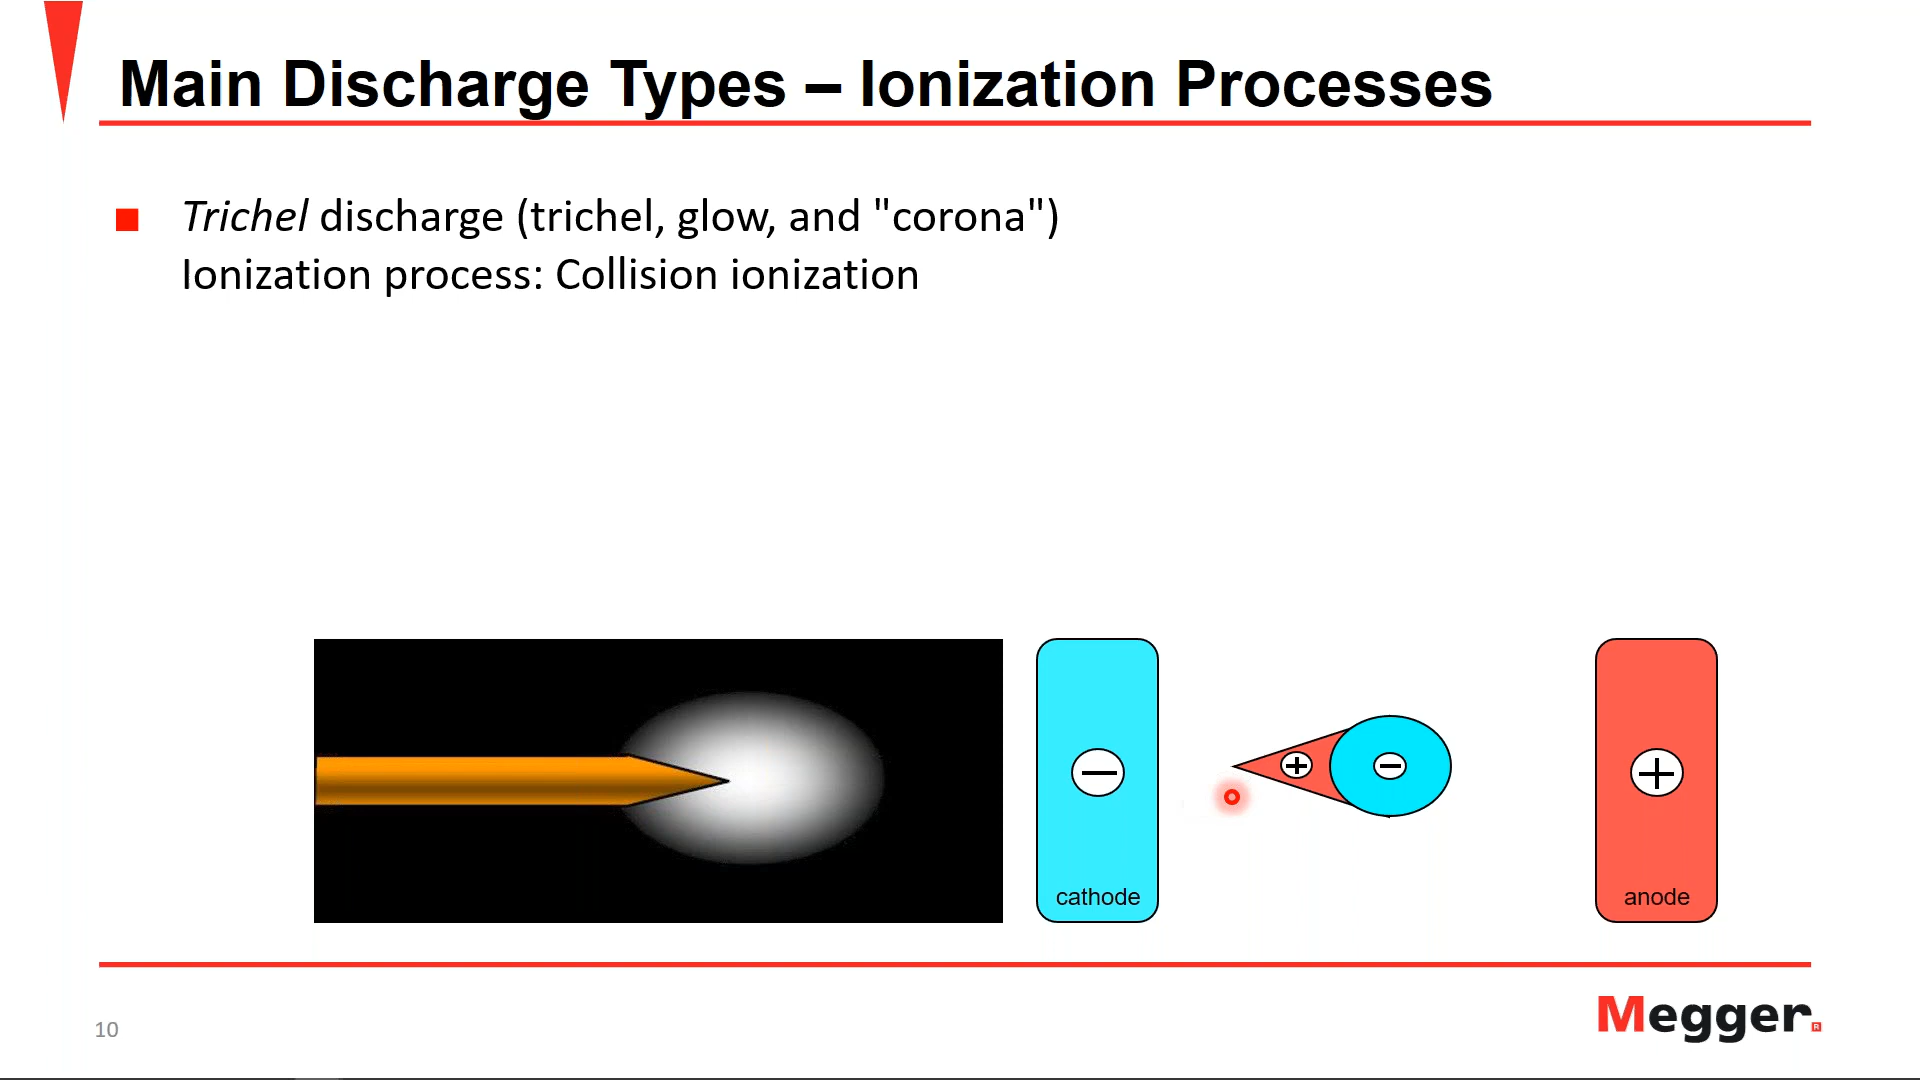 Main Discharge Types – Ionization Processes
Trichel discharge (trichel, glow, and "corona")
Ionization process: Collision ionization
cathode
anode
10
Megger®